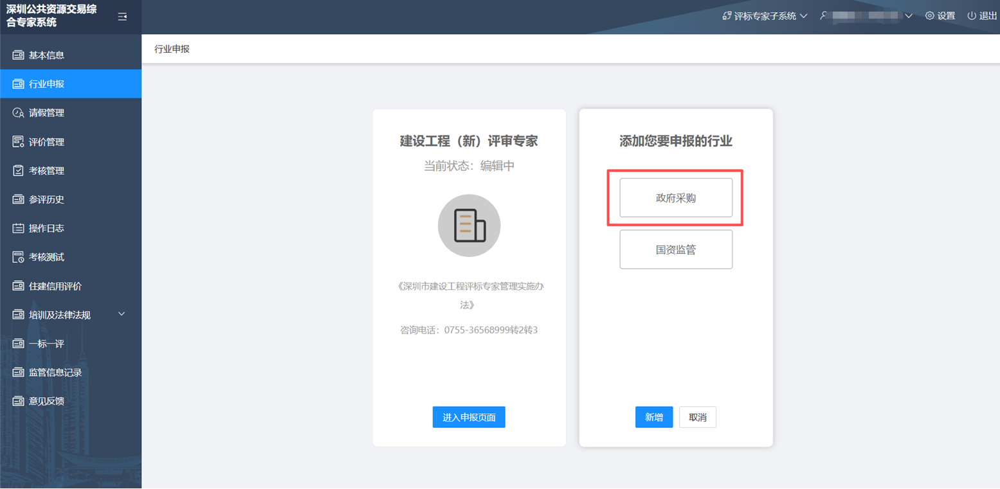 深圳公共资源交易综
合专家系统
评标专家子系统
设置
退出
基本信息
行业申报
请假管理
评价管理
考核管理
参评历史
操作日志
考核测试
住建信用评价
培训及法律法规
一标一评
监管信息记录
意见反馈
行业申报
建设工程（新）评审专家
当前状态：编辑中
《深圳市建设工程评标专家管理实施办
法》
咨询电话：0755-36568999转2转3
进入申报页面
添加您要申报的行业
政府采购
国资监管
新增
取消